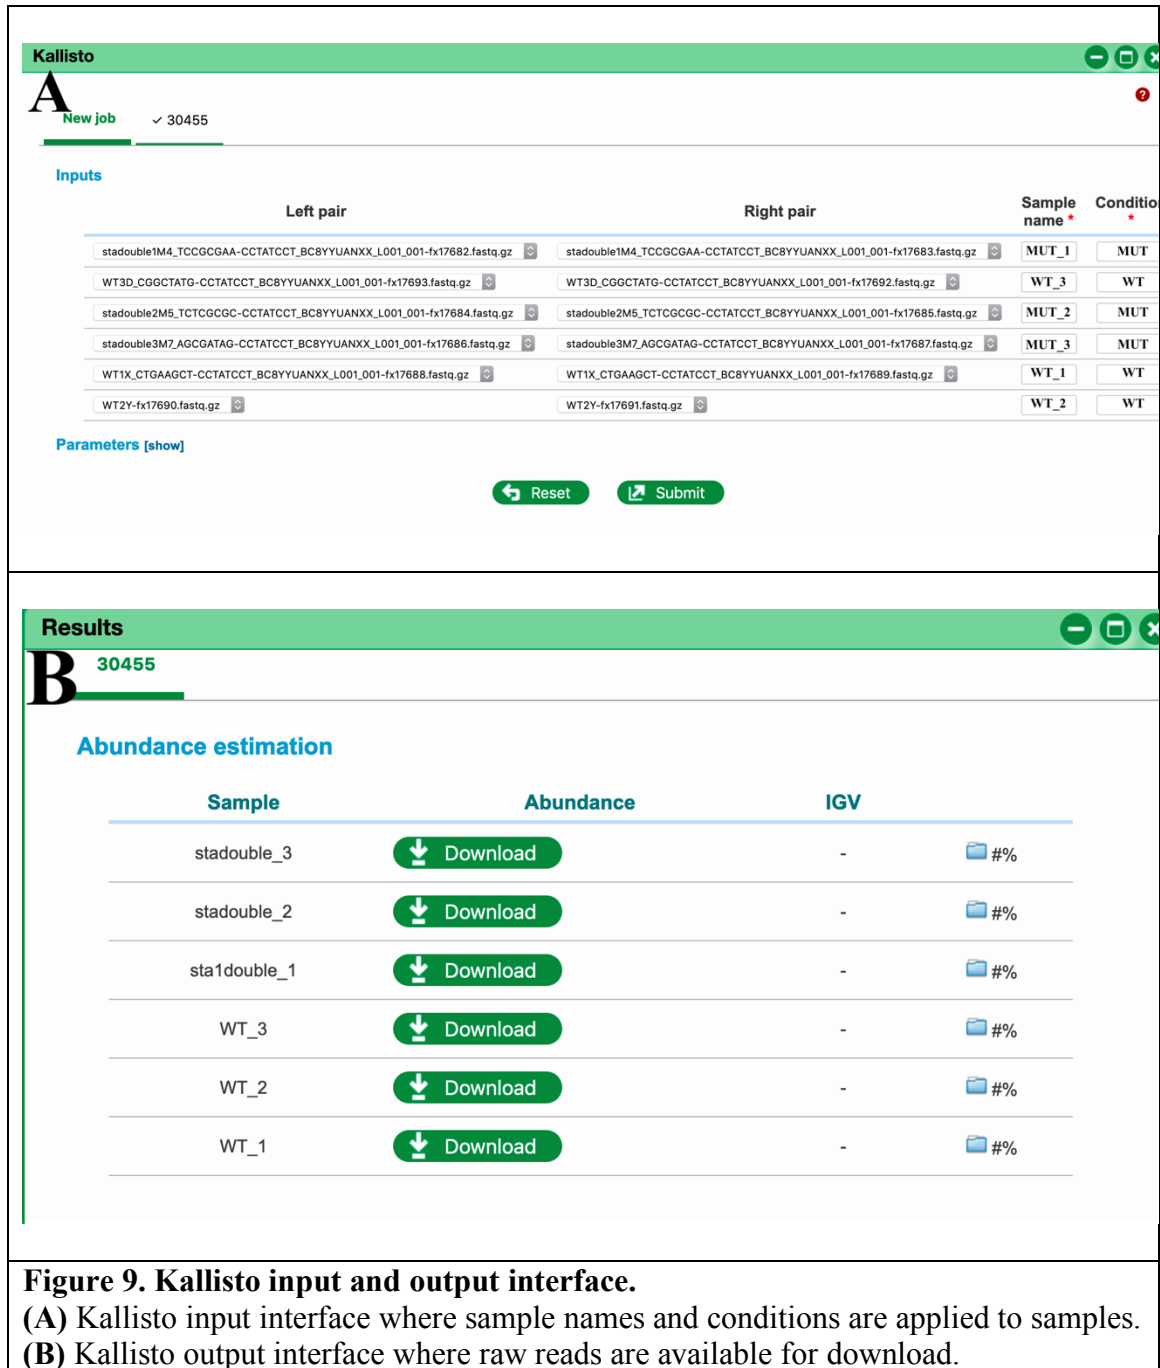 Kallisto
A
New job ✓ 30455
Inputs
Left pair Right pair Sample name * Condition *
stadouble1M4_TCCGCGAA-CCTATCCT_BC8YYUANXX_L001_001-fx17682.fastq.gz stadouble1M4_TCCGCGAA-CCTATCCT_BC8YYUANXX_L001_001-fx17683.fastq.gz MUT_1 MUT
WT3D_CGGCTATG-CCTATCCT_BC8YYUANXX_L001_001-fx17693.fastq.gz WT3D_CGGCTATG-CCTATCCT_BC8YYUANXX_L001_001-fx17692.fastq.gz WT_3 WT
stadouble2M5_TCTCGCGC-CCTATCCT_BC8YYUANXX_L001_001-fx17684.fastq.gz stadouble2M5_TCTCGCGC-CCTATCCT_BC8YYUANXX_L001_001-fx17685.fastq.gz MUT_2 MUT
stadouble3M7_AGCGATAG-CCTATCCT_BC8YYUANXX_L001_001-fx17686.fastq.gz stadouble3M7_AGCGATAG-CCTATCCT_BC8YYUANXX_L001_001-fx17687.fastq.gz MUT_3 MUT
WT1X_CTGAAGCT-CCTATCCT_BC8YYUANXX_L001_001-fx17688.fastq.gz WT1X_CTGAAGCT-CCTATCCT_BC8YYUANXX_L001_001-fx17689.fastq.gz WT_1 WT
WT2Y-fx17690.fastq.gz WT2Y-fx17691.fastq.gz WT_2 WT
Parameters [show]
Reset Submit
Results
B 30455
Abundance estimation
Sample Abundance IGV
stadouble_3 Download - #%
stadouble_2 Download - #%
sta1double_1 Download - #%
WT_3 Download - #%
WT_2 Download - #%
WT_1 Download - #%
Figure 9. Kallisto input and output interface.
(A) Kallisto input interface where sample names and conditions are applied to samples.
(B) Kallisto output interface where raw reads are available for download.